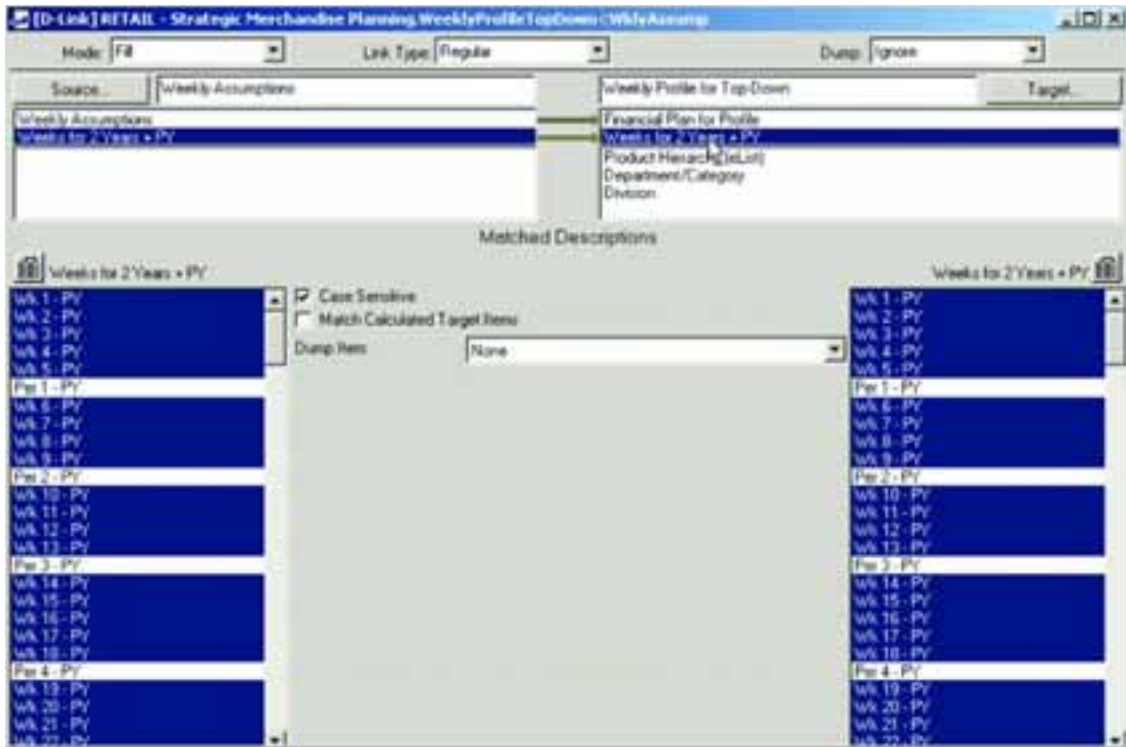 [D-Link] RETAIL - Strategic Merchandise Planning.WeeklyProfileTopDown<WklyAssump
Mode: Fill Link Type: Regular Dump: Ignore
Source... Weekly Assumptions Weekly Profile for Top-Down Target...
Weekly Assumptions Financial Plan for Profile
Weeks for 2 Years + PY Weeks for 2 Years + PY
Product Hierarchy(eList)
Department/Category
Division
Matched Descriptions
Weeks for 2 Years + PY Weeks for 2 Years + PY
Wk 1 - PY Case Sensitive Wk 1 - PY
Wk 2 - PY Match Calculated Target Items Wk 2 - PY
Wk 3 - PY Wk 3 - PY
Wk 4 - PY Dump Item None Wk 4 - PY
Wk 5 - PY Wk 5 - PY
Per 1 - PY Per 1 - PY
Wk 6 - PY Wk 6 - PY
Wk 7 - PY Wk 7 - PY
Wk 8 - PY Wk 8 - PY
Wk 9 - PY Wk 9 - PY
Per 2 - PY Per 2 - PY
Wk 10 - PY Wk 10 - PY
Wk 11 - PY Wk 11 - PY
Wk 12 - PY Wk 12 - PY
Wk 13 - PY Wk 13 - PY
Per 3 - PY Per 3 - PY
Wk 14 - PY Wk 14 - PY
Wk 15 - PY Wk 15 - PY
Wk 16 - PY Wk 16 - PY
Wk 17 - PY Wk 17 - PY
Wk 18 - PY Wk 18 - PY
Per 4 - PY Per 4 - PY
Wk 19 - PY Wk 19 - PY
Wk 20 - PY Wk 20 - PY
Wk 21 - PY Wk 21 - PY
Wk 22 - PY Wk 22 - PY